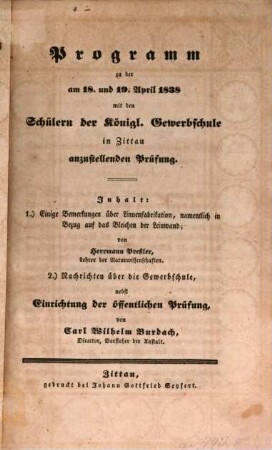 Programm
zu der
am 18. und 19. April 1838
mit den
Schülern der Königl. Gewerbschule
in Zittau
anzustellenden Prüfung.
Inhalt:
1.) Einige Bemerkungen über Linnenfabrikation, namentlich in
Bezug auf das Bleichen der Leinwand;
von
Herrmann Preßler,
Lehrer der Naturwissenschaften.
2.) Nachrichten über die Gewerbschule,
nebst
Einrichtung der öffentlichen Prüfung,
von
Carl Wilhelm Burdach,
Director, Vorsteher der Anstalt.
Zittau,
gedruckt bei Johann Gottfried Seyfert.